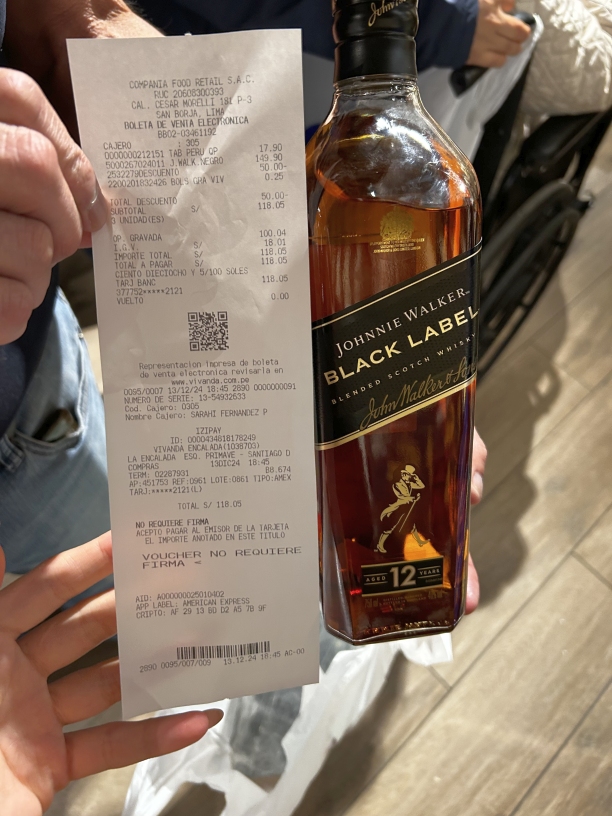 COMPANIA FOOD RETAIL S.A.C.
RUC 20608300393
CAL. CESAR MORELLI 181 P-3
SAN BORJA, LIMA
BOLETA DE VENTA ELECTRONICA
BB02-03461192
CAJERO : 305
0000000212151 TAB PERU QP 17.90
5000267024011 J.WALK.NEGRO 149.90
2532279DESCUENTO 50.00-
2200201832426 BOLS GRA VIV 0.25
TOTAL DESCUENTO 50.00-
SUBTOTAL S/ 118.05
3 UNIDAD(ES)
OP. GRAVADA 100.04
I.G.V. S/ 18.01
IMPORTE TOTAL S/ 118.05
TOTAL A PAGAR S/ 118.05
CIENTO DIECIOCHO Y 5/100 SOLES
TARJ BANC 118.05
377752*****2121
VUELTO 0.00
Representacion impresa de boleta
de venta electronica revisarla en
www.vivanda.com.pe
0095/0007 13/12/24 18:45 2890 0000000091
NUMERO DE SERIE: 13-54932633
Cod. Cajero: 0305
Nombre Cajero: SARAHI FERNANDEZ P
IZIPAY
ID: 0000434818178249
VIVANDA ENCALADA(1038703)
LA ENCALADA ESQ. PRIMAVE - SANTIAGO D
COMPRAS 13DIC24 18:45
TERM: 02287931 B8.674
AP:451753 REF:0961 LOTE:0861 TIPO:AMEX
TARJ:*****2121(L)
TOTAL S/ 118.05
NO REQUIERE FIRMA
ACEPTO PAGAR AL EMISOR DE LA TARJETA
EL IMPORTE ANOTADO EN ESTE TITULO
VOUCHER NO REQUIERE
FIRMA <
AID: A000000025010402
APP LABEL: AMERICAN EXPRESS
CRIPTO: AF 29 13 BD D2 A5 7B 9F
2890 0095/007/009 13.12.24 18:45 AC-00
JOHNNIE WALKER
BLACK LABEL
BLENDED SCOTCH WHISKY
John Walker & Sons
AGED 12 YEARS